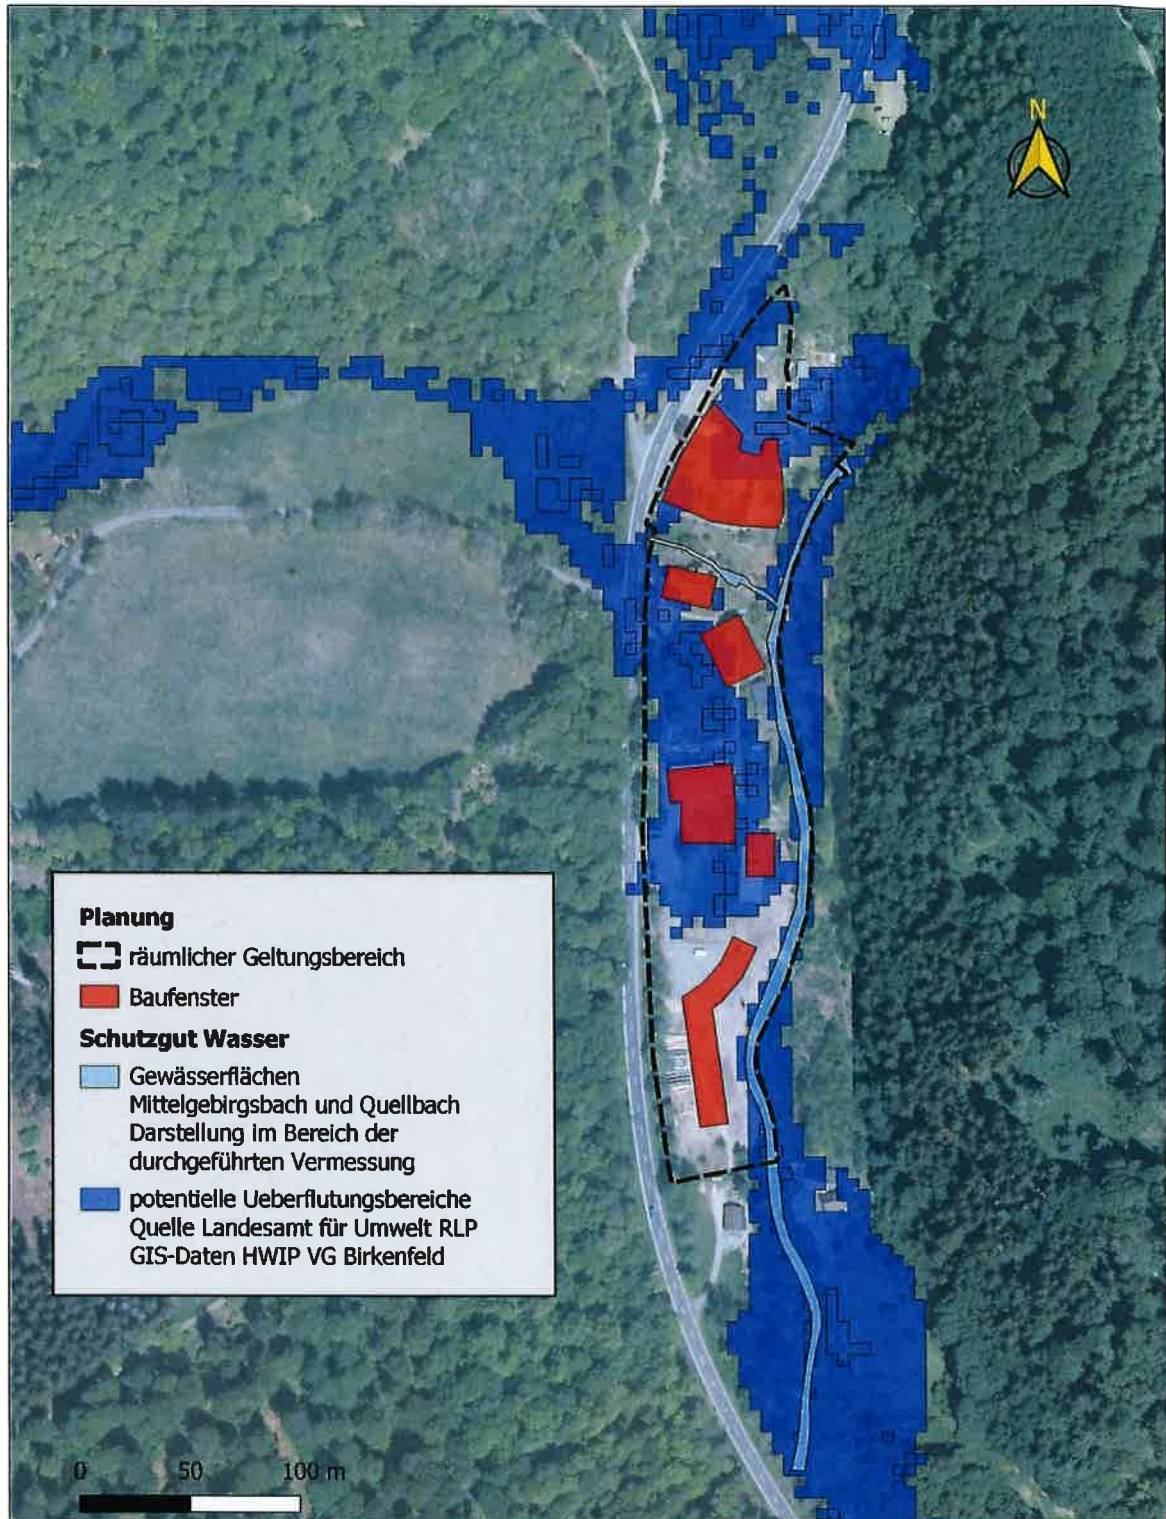 N
Planung
räumlicher Geltungsbereich
Baufenster
Schutzgut Wasser
Gewässerflächen
Mittelgebirgsbach und Quellbach
Darstellung im Bereich der
durchgeführten Vermessung
potentielle Ueberflutungsbereiche
Quelle Landesamt für Umwelt RLP
GIS-Daten HWIP VG Birkenfeld
0 50 100 m